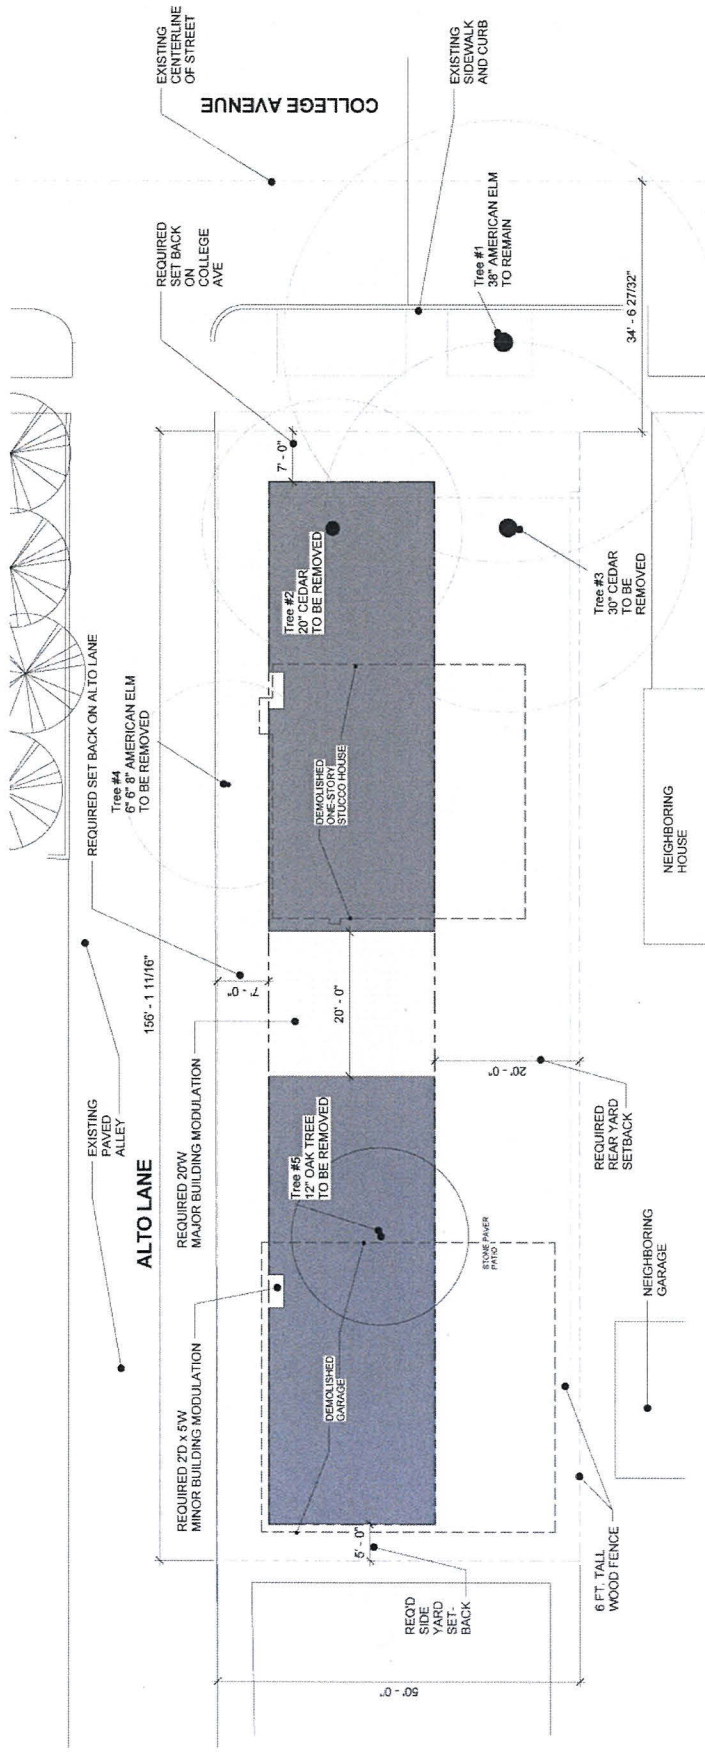 EXISTING
CENTERLINE
OF STREET
COLLEGE AVENUE
EXISTING
SIDEWALK
AND CURB
REQUIRED
SET BACK
ON
COLLEGE
AVE
Tree #1
38" AMERICAN ELM
TO REMAIN
34' - 6 27/32"
7' - 0"
Tree #2
20" CEDAR
TO BE REMOVED
Tree #3
30" CEDAR
TO BE
REMOVED
REQUIRED SET BACK ON ALTO LANE
Tree #4
6" 6" 8" AMERICAN ELM
TO BE REMOVED
DEMOLISHED
ONE-STORY
STUCCO HOUSE
NEIGHBORING
HOUSE
EXISTING
PAVED
ALLEY
156' - 1 11/16"
7' - 0"
20' - 0"
20' - 0"
ALTO LANE
REQUIRED 20'W
MAJOR BUILDING MODULATION
Tree #5
12" OAK TREE
TO BE REMOVED
STONE PAVER
PATIO
REQUIRED
REAR YARD
SETBACK
REQUIRED 2'D x 5'W
MINOR BUILDING MODULATION
DEMOLISHED
GARAGE
NEIGHBORING
GARAGE
5' - 0"
REQ'D
SIDE
YARD
SET-
BACK
6 FT. TALL
WOOD FENCE
50' - 0"